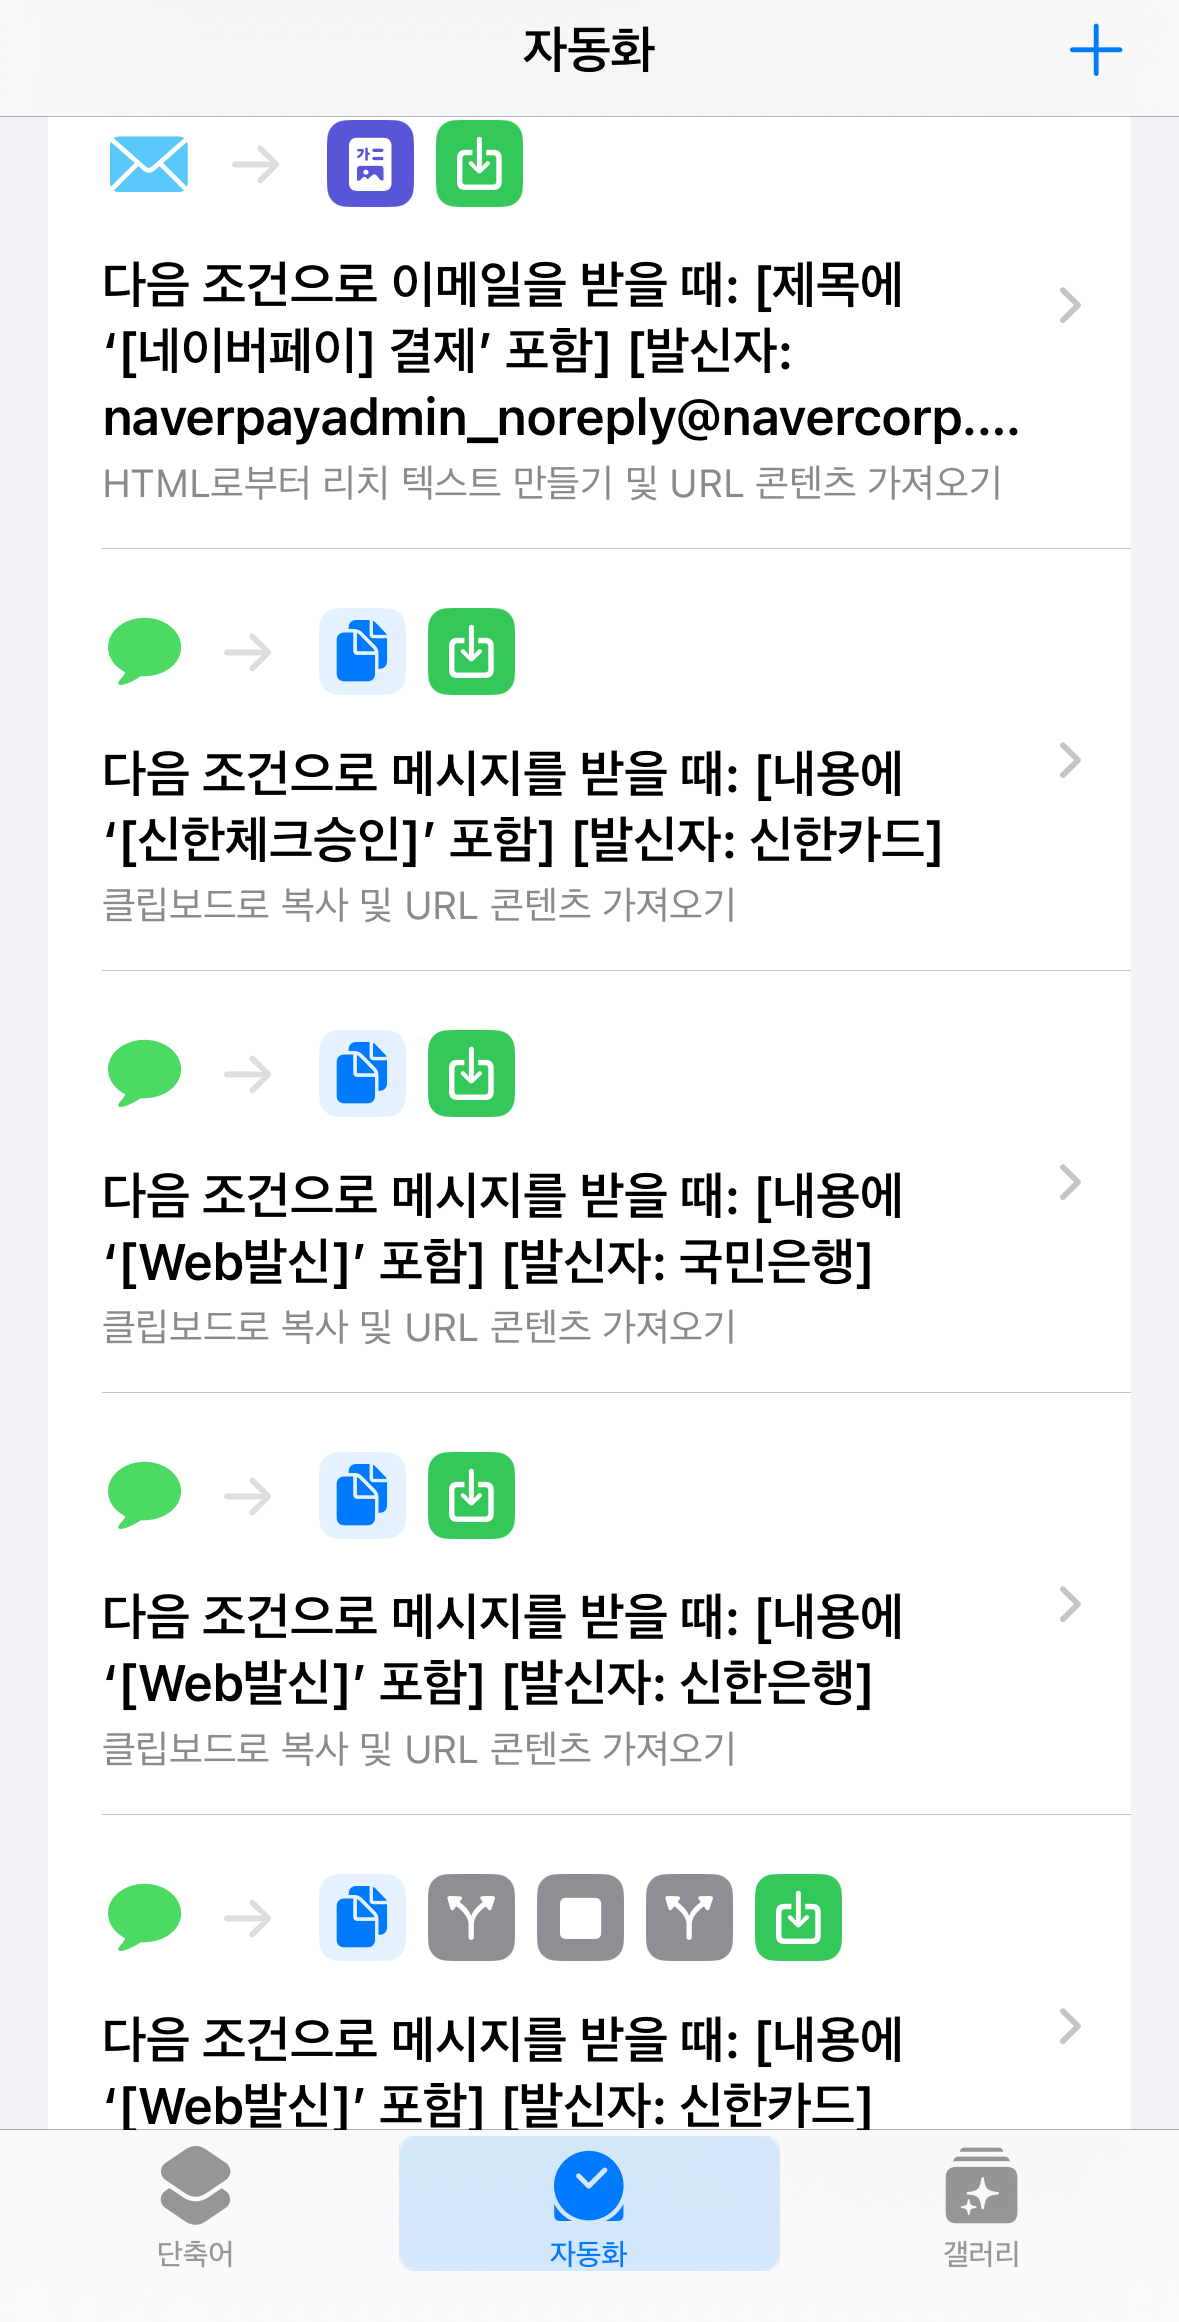 자동화
다음 조건으로 이메일을 받을 때: [제목에
‘[네이버페이] 결제’ 포함] [발신자:
naverpayadmin_noreply@navercorp....
HTML로부터 리치 텍스트 만들기 및 URL 콘텐츠 가져오기
다음 조건으로 메시지를 받을 때: [내용에
‘[신한체크승인]’ 포함] [발신자: 신한카드]
클립보드로 복사 및 URL 콘텐츠 가져오기
다음 조건으로 메시지를 받을 때: [내용에
‘[Web발신]’ 포함] [발신자: 국민은행]
클립보드로 복사 및 URL 콘텐츠 가져오기
다음 조건으로 메시지를 받을 때: [내용에
‘[Web발신]’ 포함] [발신자: 신한은행]
클립보드로 복사 및 URL 콘텐츠 가져오기
다음 조건으로 메시지를 받을 때: [내용에
‘[Web발신]’ 포함] [발신자: 신한카드]
단축어
자동화
갤러리